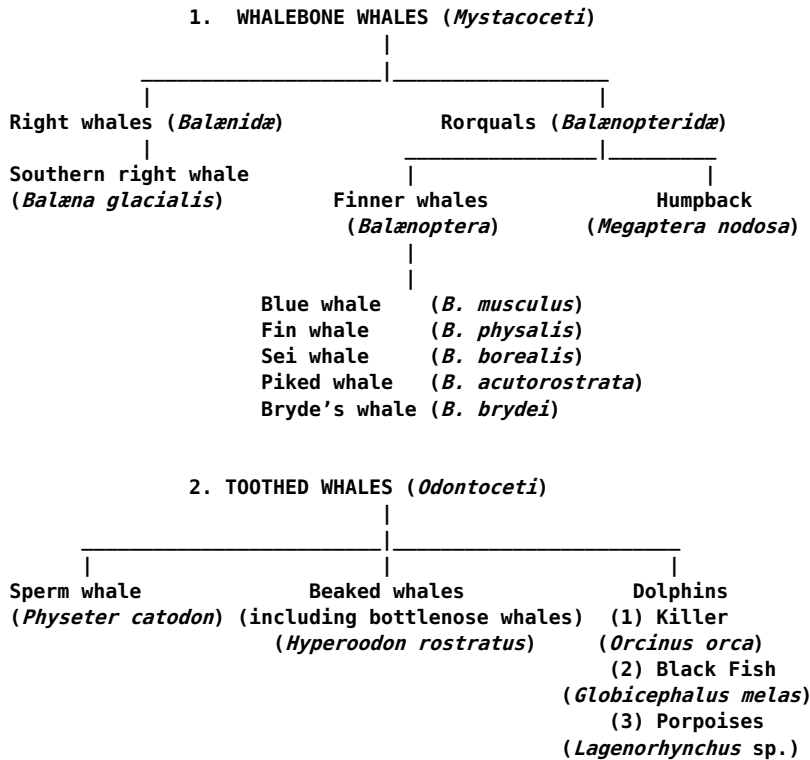 1. WHALEBONE WHALES (Mystacoceti)
Right whales (Balænidæ) Rorquals (Balænopteridæ)
Southern right whale
(Balæna glacialis) Finner whales Humpback
(Balænoptera) (Megaptera nodosa)
Blue whale (B. musculus)
Fin whale (B. physalis)
Sei whale (B. borealis)
Piked whale (B. acutorostrata)
Bryde’s whale (B. brydei)
2. TOOTHED WHALES (Odontoceti)
Sperm whale Beaked whales Dolphins
(Physeter catodon) (including bottlenose whales) (1) Killer
(Hyperoodon rostratus) (Orcinus orca)
(2) Black Fish
(Globicephalus melas)
(3) Porpoises
(Lagenorhynchus sp.)